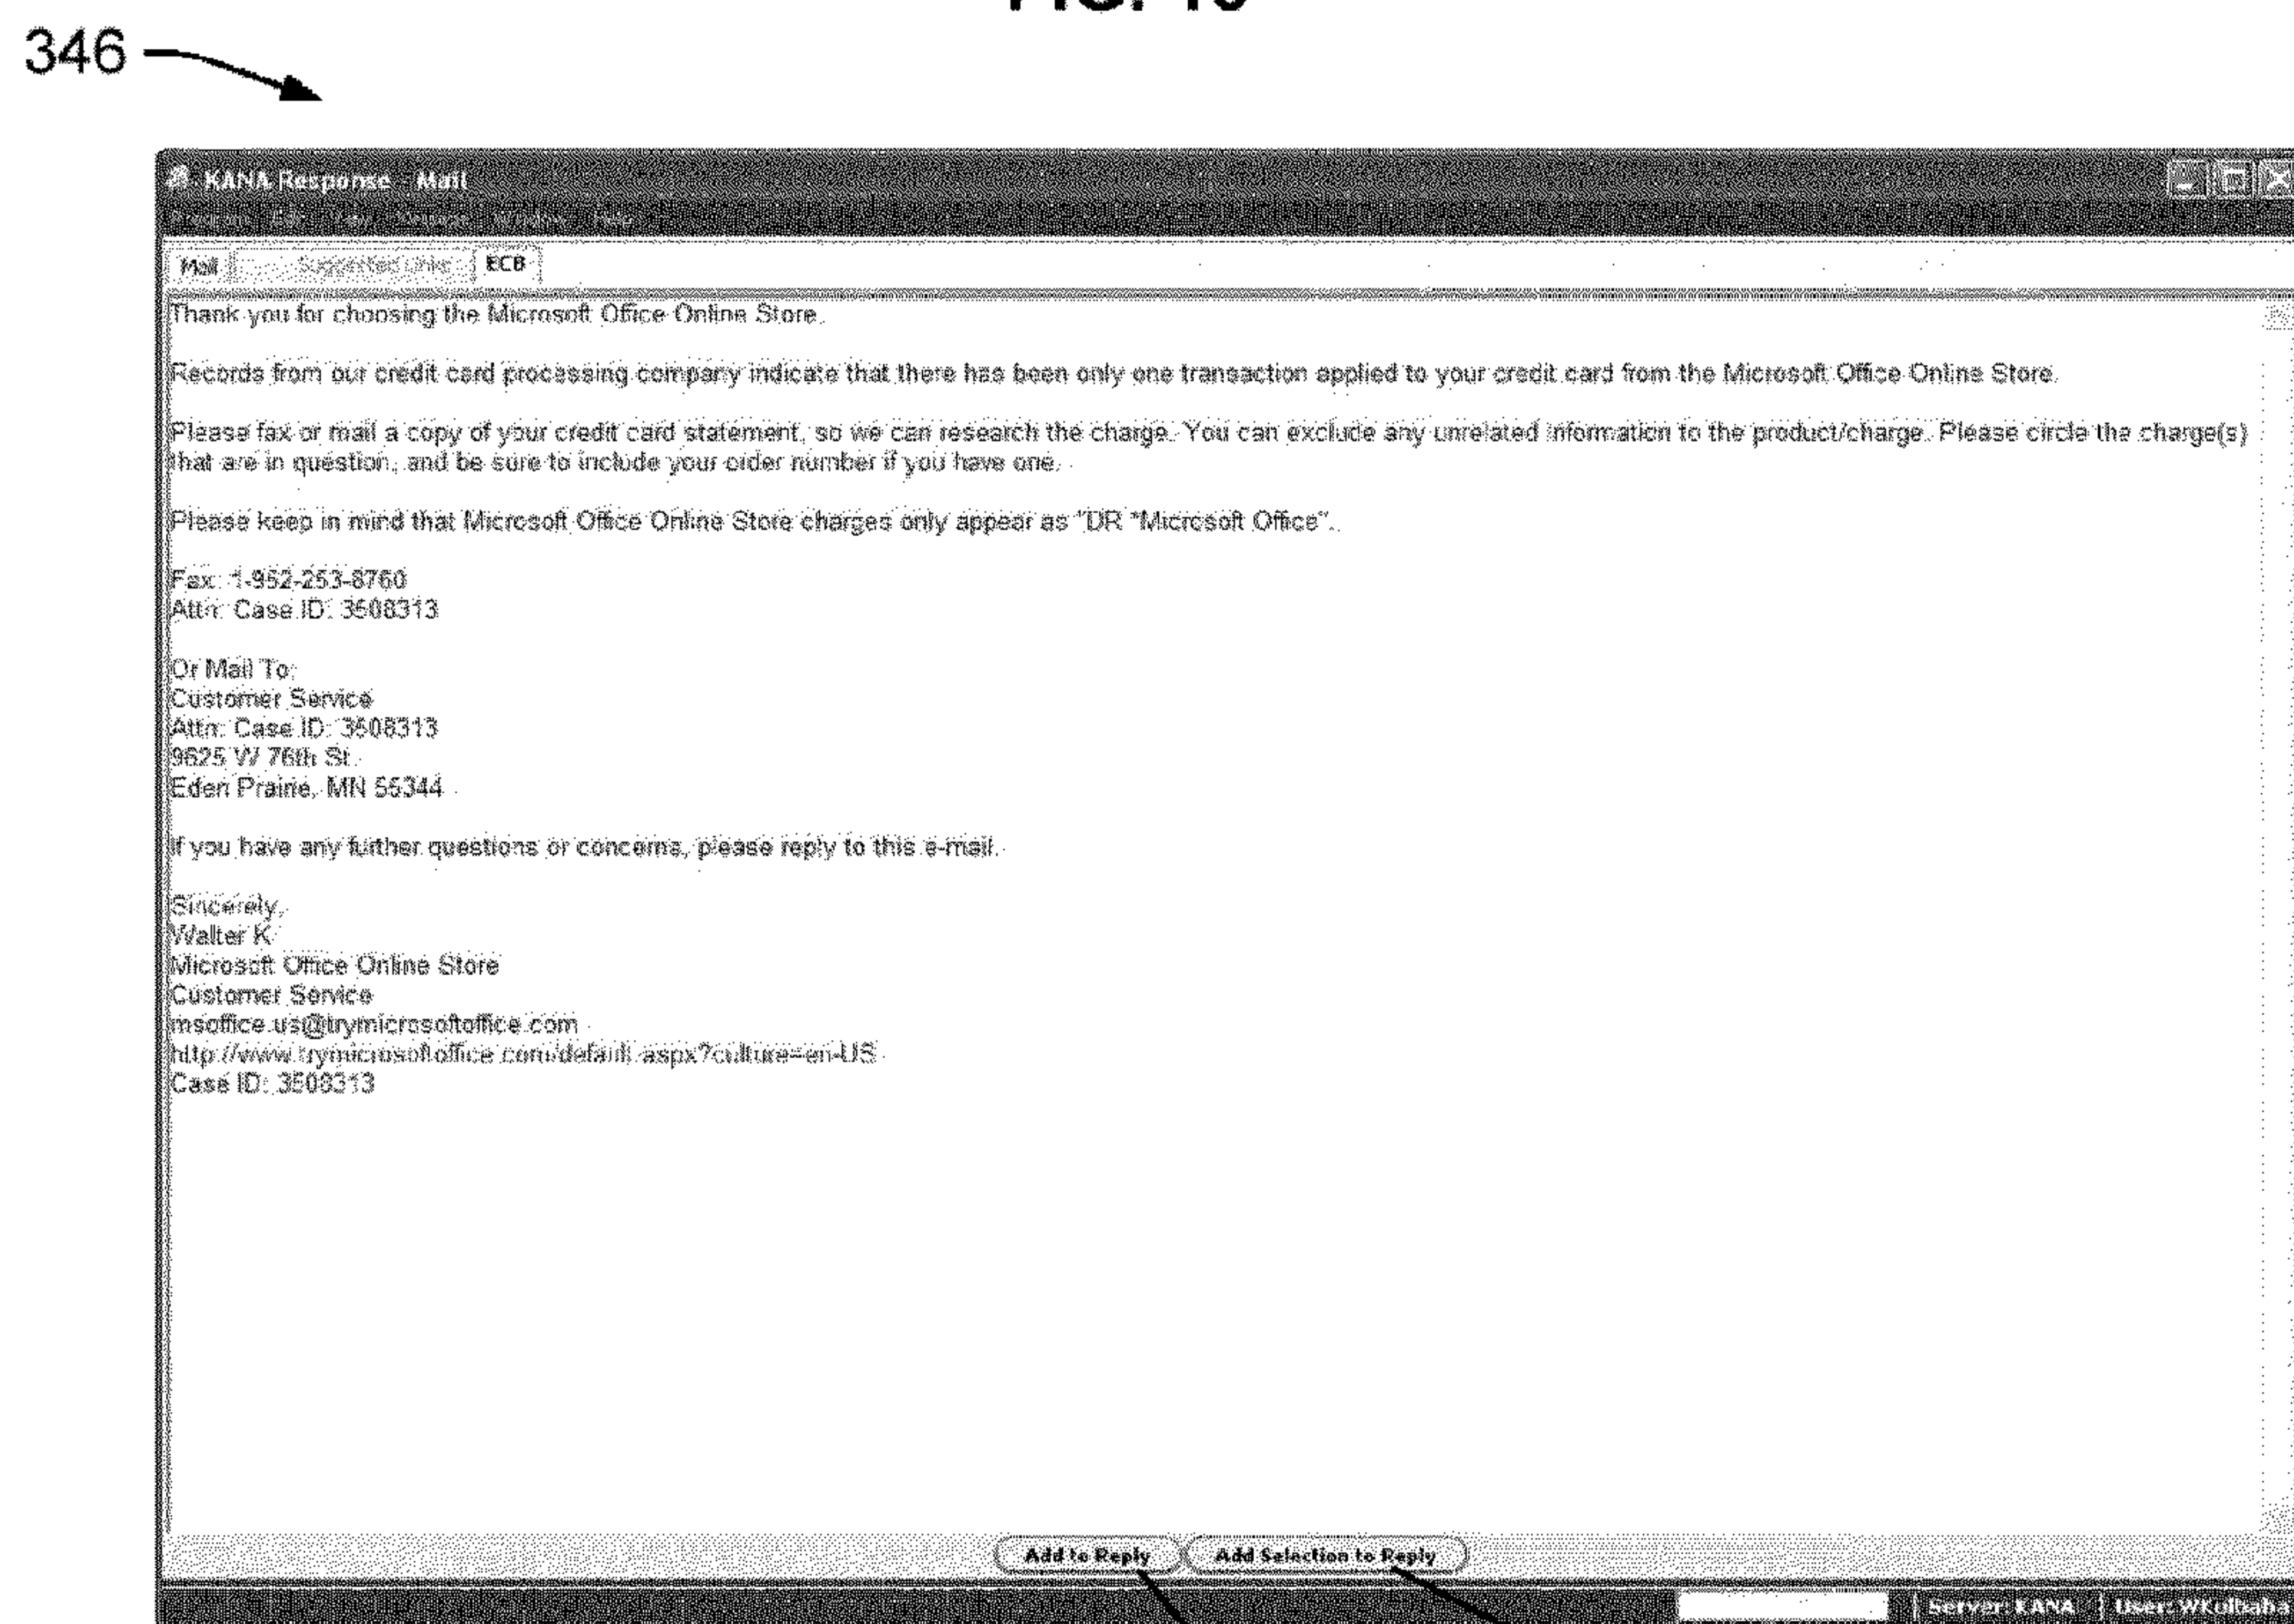 346
KANA Response - Mail
Mail Suggested Links ECB
Thank you for choosing the Microsoft Office Online Store.
Records from our credit card processing company indicate that there has been only one transaction applied to your credit card from the Microsoft Office Online Store.
Please fax or mail a copy of your credit card statement, so we can research the charge. You can exclude any unrelated information to the product/charge. Please circle the charge(s)
that are in question, and be sure to include your order number if you have one.
Please keep in mind that Microsoft Office Online Store charges only appear as "DR *Microsoft Office".
Fax: 1-952-253-8760
Attn: Case ID: 3508313
Or Mail To:
Customer Service
Attn: Case ID: 3508313
9625 W 76th St.
Eden Prairie, MN 55344
If you have any further questions or concerns, please reply to this e-mail.
Sincerely,
Walter K
Microsoft Office Online Store
Customer Service
msoffice.us@trymicrosoftoffice.com
http://www.trymicrosoftoffice.com/default.aspx?culture=en-US
Case ID: 3508313
Add to Reply Add Selection to Reply
Server: KANA User: WKulbaba